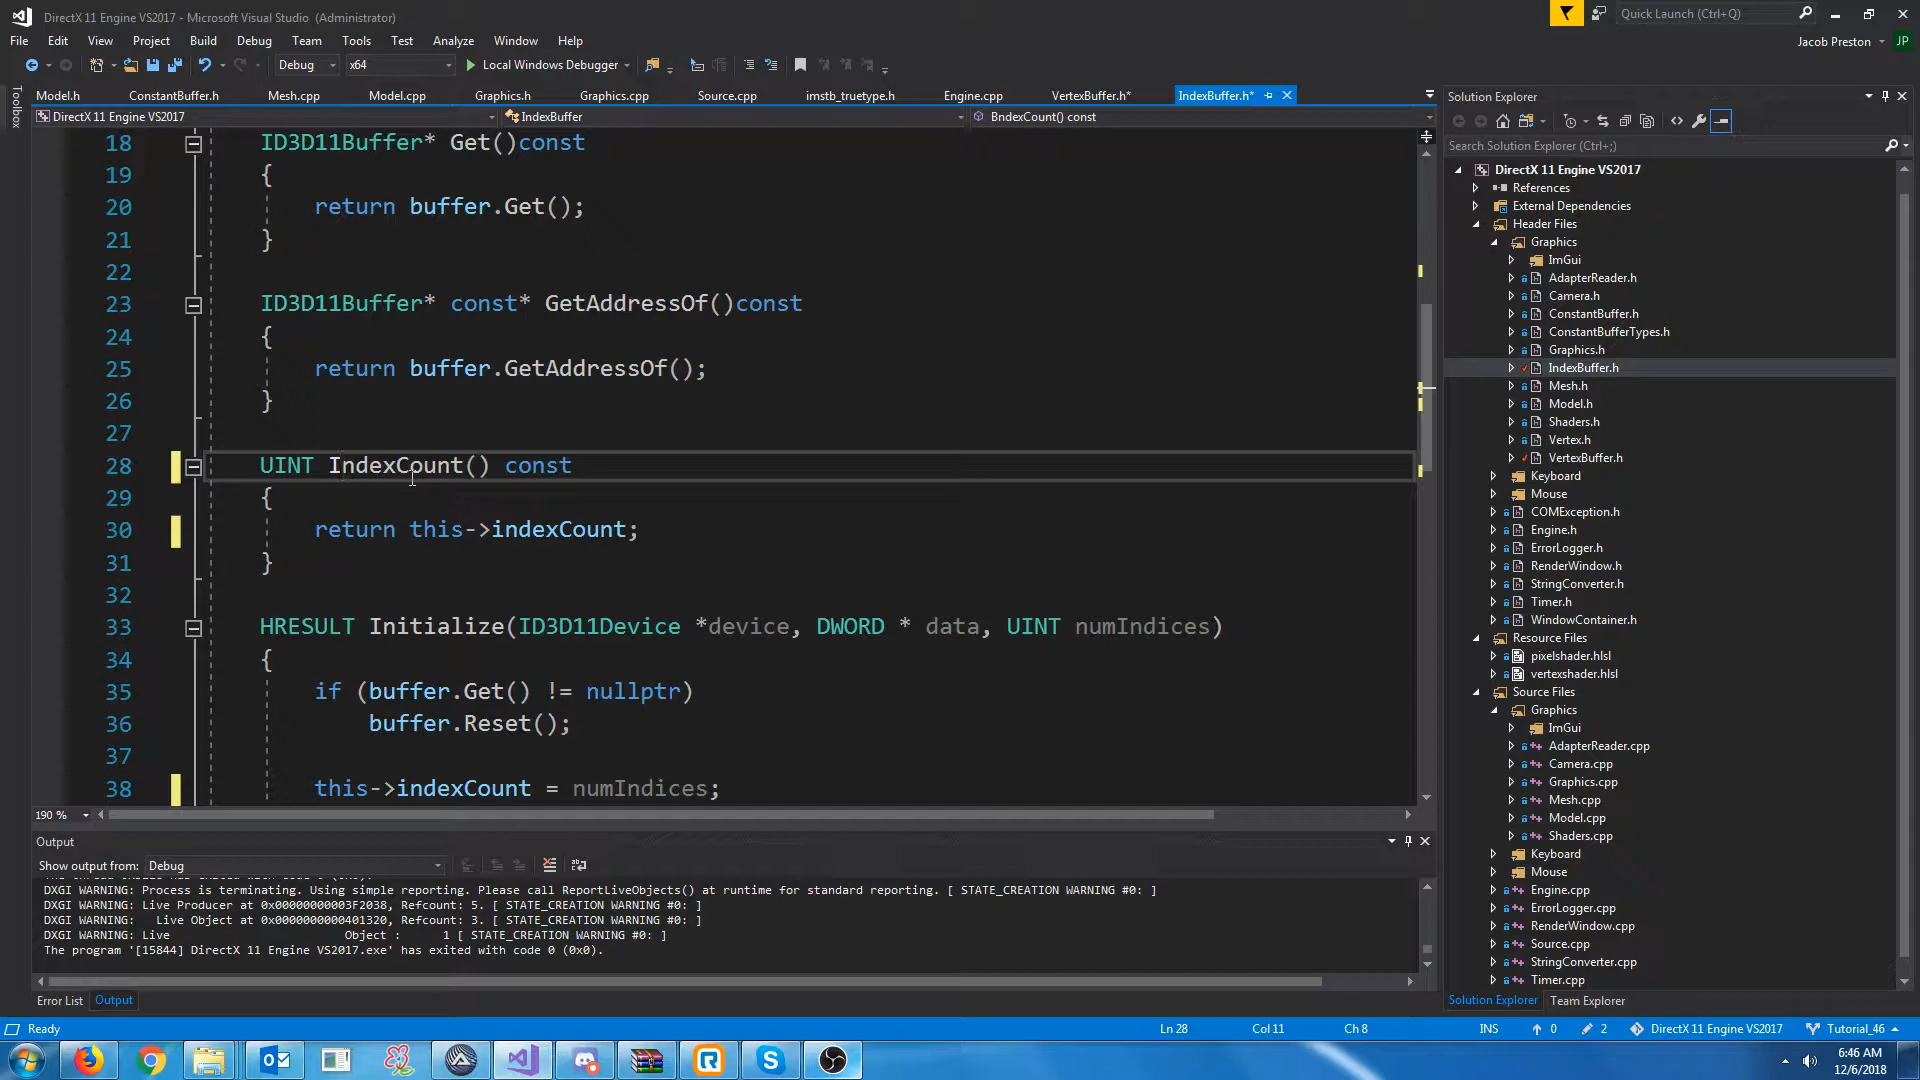 DirectX 11 Engine VS2017 - Microsoft Visual Studio (Administrator)
Quick Launch (Ctrl+Q)
File Edit View Project Build Debug Team Tools Test Analyze Window Help
Jacob Preston JP
Debug x64 Local Windows Debugger
Toolbox
Model.h ConstantBuffer.h Mesh.cpp Model.cpp Graphics.h Graphics.cpp Source.cpp imstb_truetype.h Engine.cpp VertexBuffer.h* IndexBuffer.h*
DirectX 11 Engine VS2017 IndexBuffer BndexCount() const
18 ID3D11Buffer* Get()const
19 {
20 return buffer.Get();
21 }
22
23 ID3D11Buffer* const* GetAddressOf()const
24 {
25 return buffer.GetAddressOf();
26 }
27
28 UINT IndexCount() const
29 {
30 return this->indexCount;
31 }
32
33 HRESULT Initialize(ID3D11Device *device, DWORD * data, UINT numIndices)
34 {
35 if (buffer.Get() != nullptr)
36 buffer.Reset();
37
38 this->indexCount = numIndices;
190 %
Output
Show output from: Debug
DXGI WARNING: Process is terminating. Using simple reporting. Please call ReportLiveObjects() at runtime for standard reporting. [ STATE_CREATION WARNING #0: ]
DXGI WARNING: Live Producer at 0x00000000003F2038, Refcount: 5. [ STATE_CREATION WARNING #0: ]
DXGI WARNING: Live Object at 0x0000000000401320, Refcount: 3. [ STATE_CREATION WARNING #0: ]
DXGI WARNING: Live Object : 1 [ STATE_CREATION WARNING #0: ]
The program '[15844] DirectX 11 Engine VS2017.exe' has exited with code 0 (0x0).
Error List Output
Solution Explorer
Search Solution Explorer (Ctrl+;)
DirectX 11 Engine VS2017
References
External Dependencies
Header Files
Graphics
ImGui
AdapterReader.h
Camera.h
ConstantBuffer.h
ConstantBufferTypes.h
Graphics.h
IndexBuffer.h
Mesh.h
Model.h
Shaders.h
Vertex.h
VertexBuffer.h
Keyboard
Mouse
COMException.h
Engine.h
ErrorLogger.h
RenderWindow.h
StringConverter.h
Timer.h
WindowContainer.h
Resource Files
pixelshader.hlsl
vertexshader.hlsl
Source Files
Graphics
ImGui
AdapterReader.cpp
Camera.cpp
Graphics.cpp
Mesh.cpp
Model.cpp
Shaders.cpp
Keyboard
Mouse
Engine.cpp
ErrorLogger.cpp
RenderWindow.cpp
Source.cpp
StringConverter.cpp
Timer.cpp
Solution Explorer Team Explorer
Ready Ln 28 Col 11 Ch 8 INS 0 2 DirectX 11 Engine VS2017 Tutorial_46
6:46 AM
12/6/2018